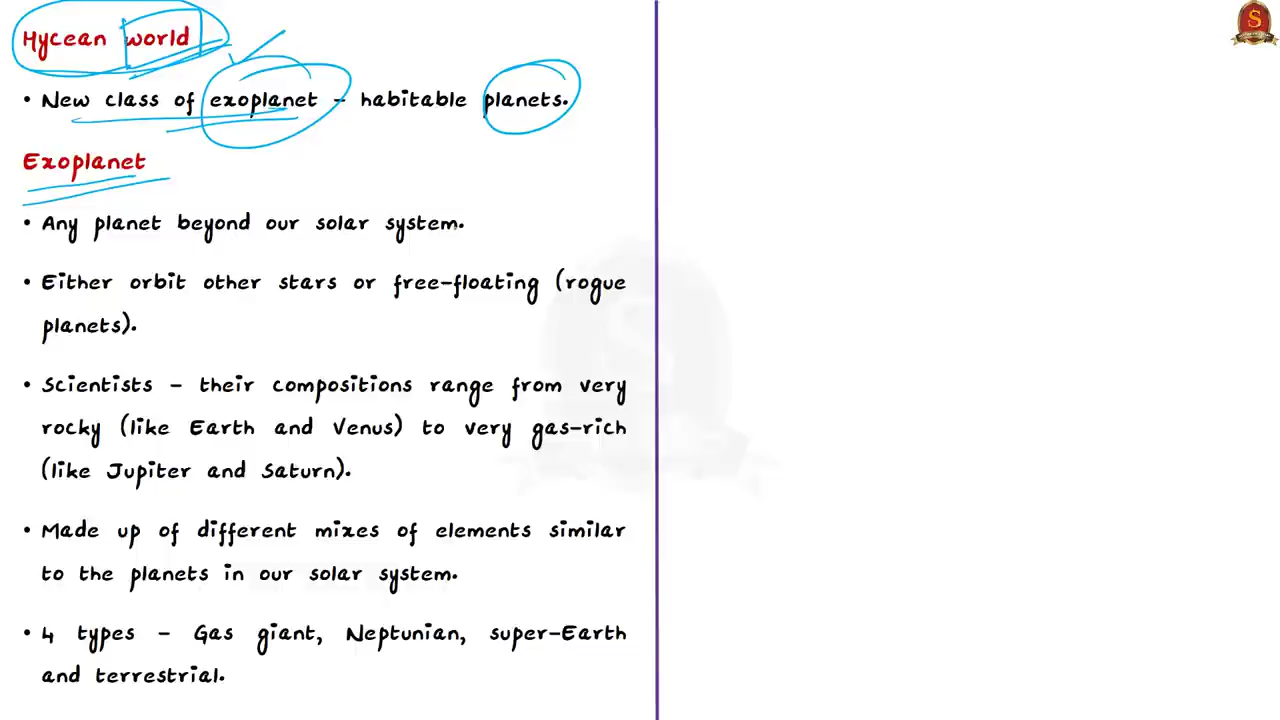 Hycean world
• New class of exoplanet – habitable planets.
Exoplanet
• Any planet beyond our solar system.
• Either orbit other stars or free-floating (rogue
planets).
• Scientists – their compositions range from very
rocky (like Earth and Venus) to very gas-rich
(like Jupiter and Saturn).
• Made up of different mixes of elements similar
to the planets in our solar system.
• 4 types – Gas giant, Neptunian, super-Earth
and terrestrial.